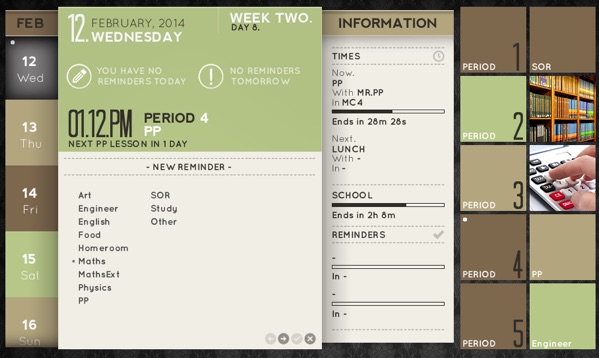 FEB
12
Wed
13
Thu
14
Fri
15
Sat
16
Sun
12. FEBRUARY, 2014
WEDNESDAY
WEEK TWO.
DAY 8.
YOU HAVE NO
REMINDERS TODAY
NO REMINDERS
TOMORROW
01.12.PM
PERIOD 4
PP
NEXT PP LESSON IN 1 DAY
- NEW REMINDER -
Art
Engineer
English
Food
Homeroom
Maths
MathsExt
Physics
PP
SOR
Study
Other
INFORMATION
TIMES
Now.
PP
With MR.PP
In MC4
Ends in 28m 28s
Next.
LUNCH
With -
In -
SCHOOL
Ends in 2h 8m
REMINDERS
-
In -
-
In -
PERIOD 1
SOR
PERIOD 2
PERIOD 3
PERIOD 4
PP
PERIOD 5
Engineer